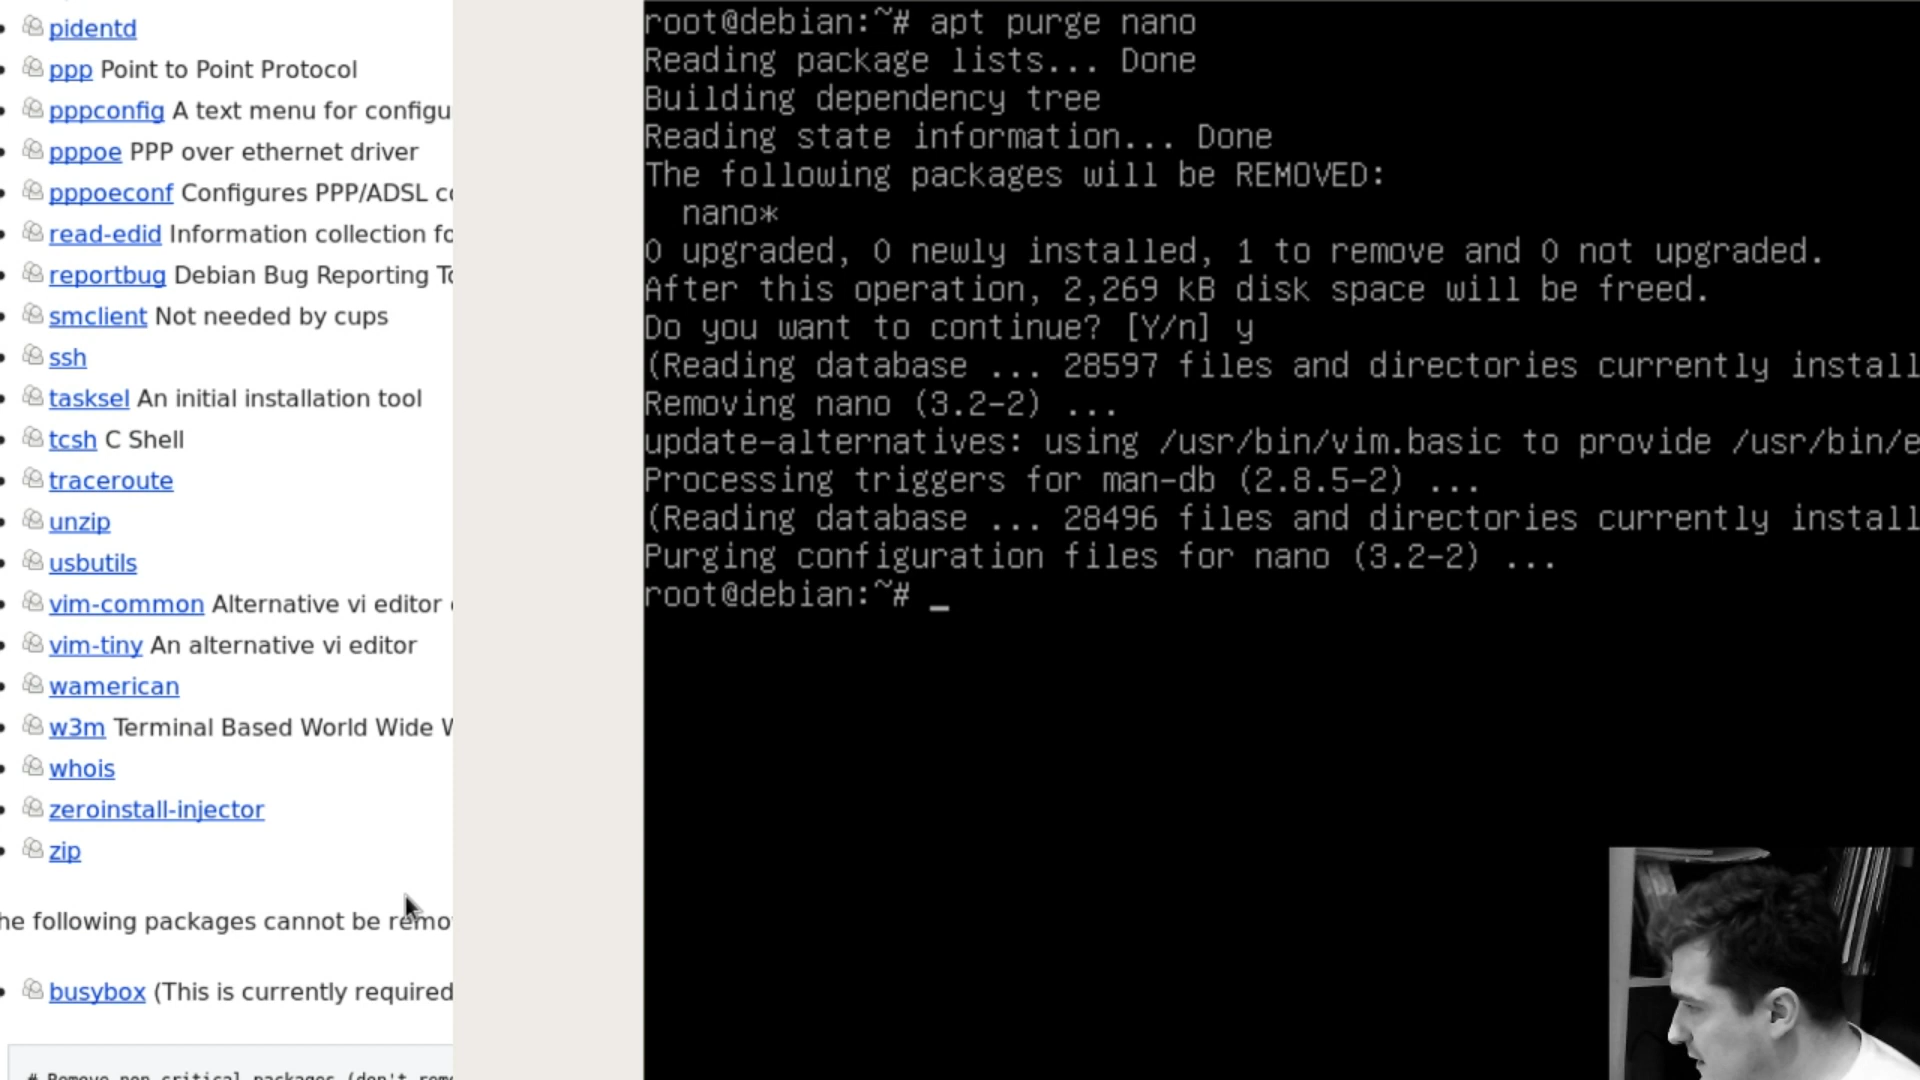 pidentd
ppp Point to Point Protocol
pppconfig A text menu for configu
pppoe PPP over ethernet driver
pppoeconf Configures PPP/ADSL
read-edid Information collection
reportbug Debian Bug Reporting
smclient Not needed by cups
ssh
tasksel An initial installation tool
tcsh C Shell
traceroute
unzip
usbutils
vim-common Alternative vi editor
vim-tiny An alternative vi editor
wamerican
w3m Terminal Based World Wide
whois
zeroinstall-injector
zip
he following packages cannot be remo
busybox (This is currently required
root@debian:~# apt purge nano
Reading package lists... Done
Building dependency tree
Reading state information... Done
The following packages will be REMOVED:
nano*
0 upgraded, 0 newly installed, 1 to remove and 0 not upgraded.
After this operation, 2,269 kB disk space will be freed.
Do you want to continue? [Y/n] y
(Reading database ... 28597 files and directories currently install
Removing nano (3.2-2) ...
update-alternatives: using /usr/bin/vim.basic to provide /usr/bin/e
Processing triggers for man-db (2.8.5-2) ...
(Reading database ... 28496 files and directories currently install
Purging configuration files for nano (3.2-2) ...
root@debian:~# _